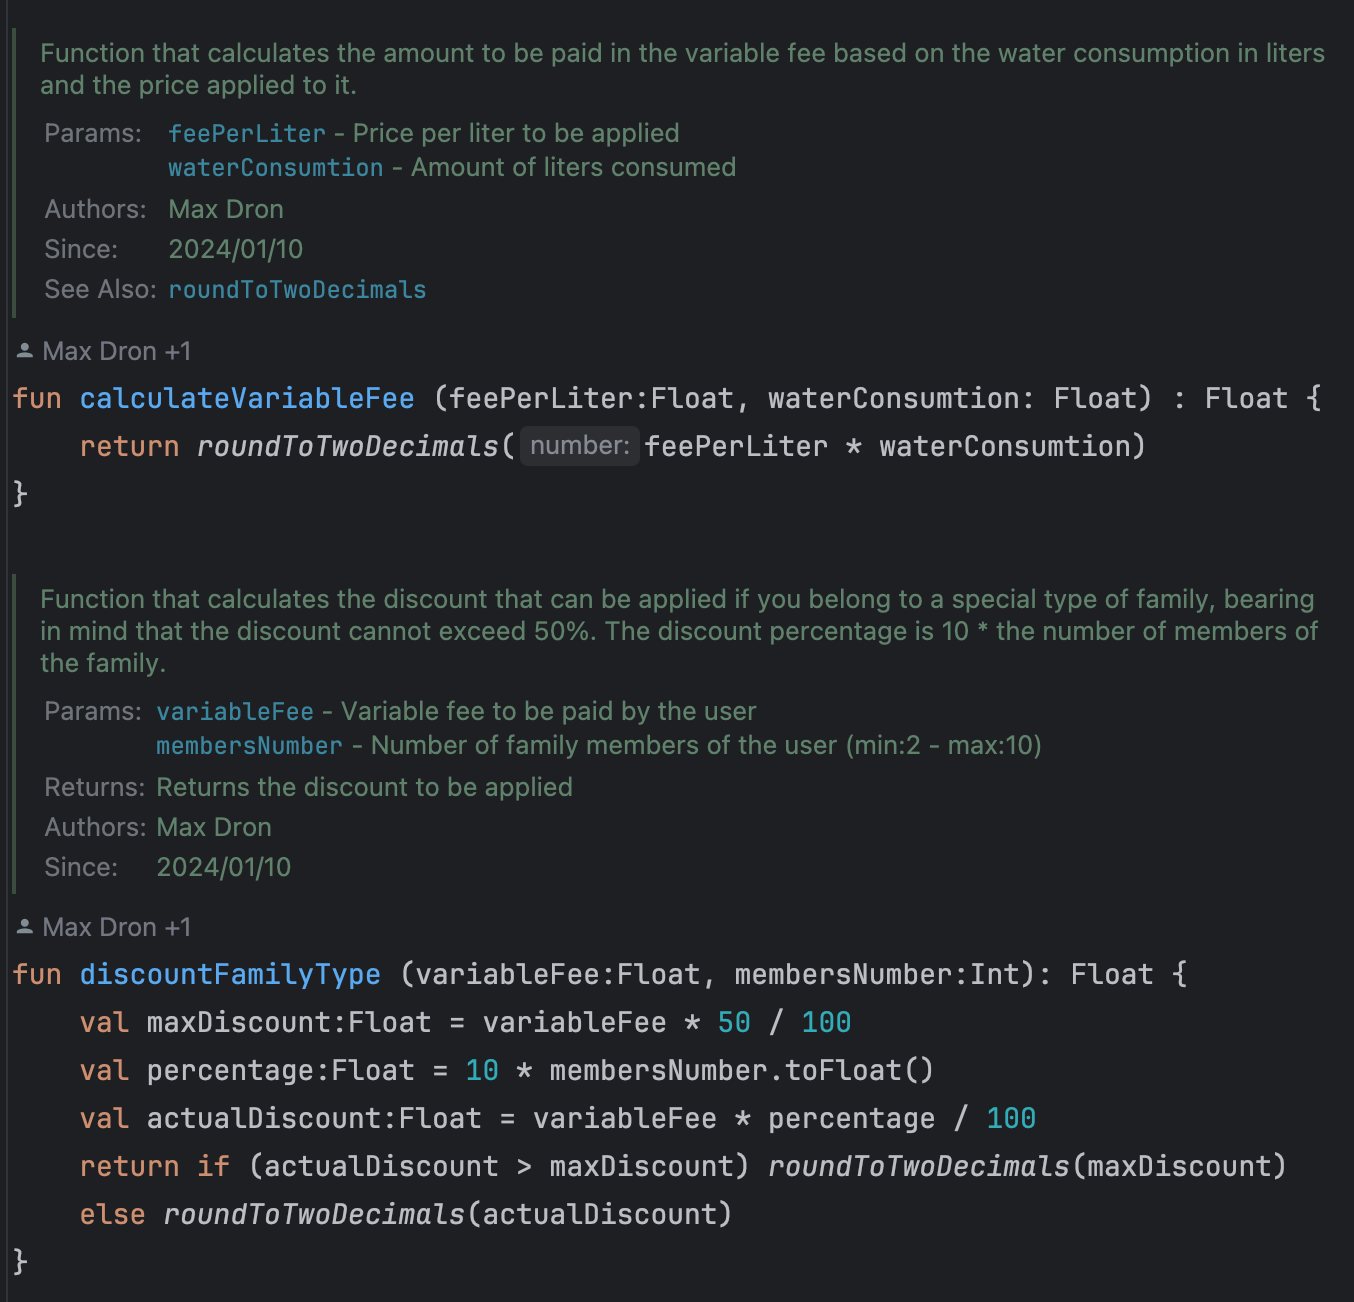 Function that calculates the amount to be paid in the variable fee based on the water consumption in liters
and the price applied to it.
Params: feePerLiter - Price per liter to be applied
waterConsumtion - Amount of liters consumed
Authors: Max Dron
Since: 2024/01/10
See Also: roundToTwoDecimals
Max Dron +1
fun calculateVariableFee (feePerLiter:Float, waterConsumtion: Float) : Float {
    return roundToTwoDecimals( number: feePerLiter * waterConsumtion)
}
Function that calculates the discount that can be applied if you belong to a special type of family, bearing
in mind that the discount cannot exceed 50%. The discount percentage is 10 * the number of members of
the family.
Params: variableFee - Variable fee to be paid by the user
membersNumber - Number of family members of the user (min:2 - max:10)
Returns: Returns the discount to be applied
Authors: Max Dron
Since: 2024/01/10
Max Dron +1
fun discountFamilyType (variableFee:Float, membersNumber:Int): Float {
    val maxDiscount:Float = variableFee * 50 / 100
    val percentage:Float = 10 * membersNumber.toFloat()
    val actualDiscount:Float = variableFee * percentage / 100
    return if (actualDiscount > maxDiscount) roundToTwoDecimals(maxDiscount)
    else roundToTwoDecimals(actualDiscount)
}